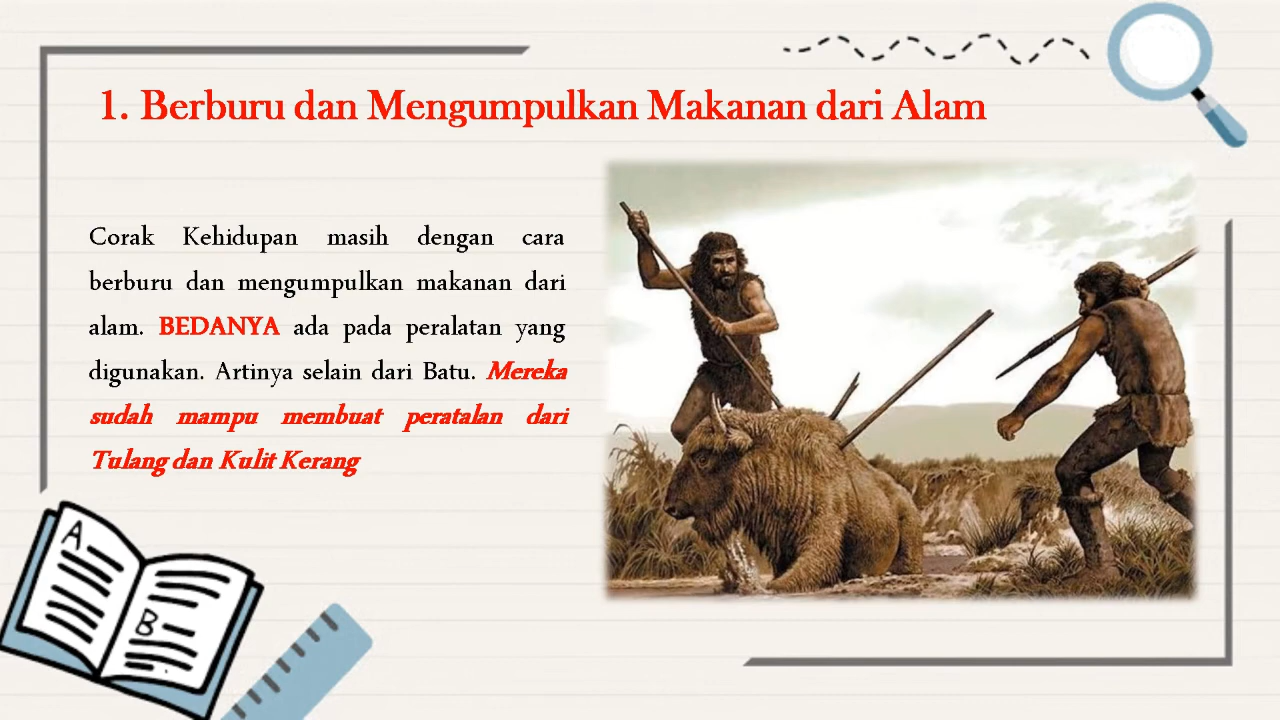 1. Berburu dan Mengumpulkan Makanan dari Alam
Corak Kehidupan masih dengan cara
berburu dan mengumpulkan makanan dari
alam. BEDANYA ada pada peralatan yang
digunakan. Artinya selain dari Batu. Mereka
sudah mampu membuat peratalan dari
Tulang dan Kulit Kerang
A
B